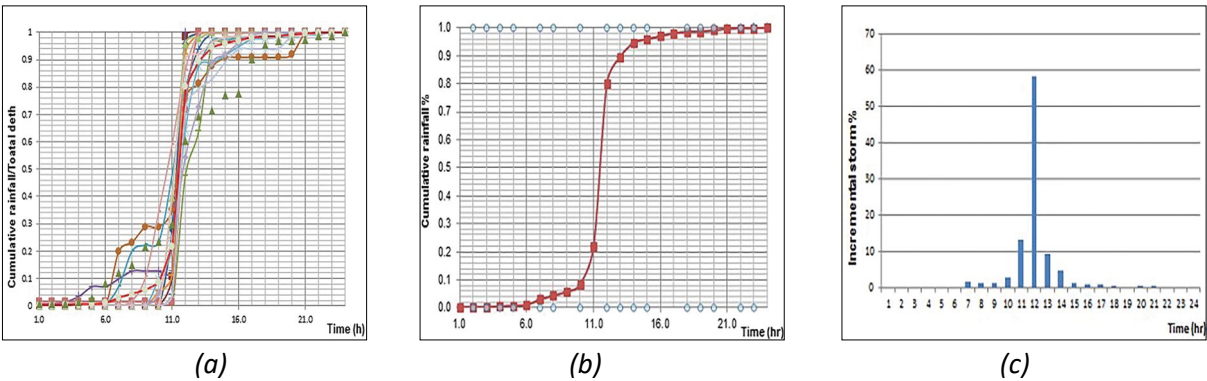 Cumulative rainfall/Toatal deth
1
0.9
0.8
0.7
0.6
0.5
0.4
0.3
0.2
0.1
0
1.0 6.0 11.0 16.0 21.0
Time (h)
(a)
Cumulative rainfall %
1.0
0.9
0.8
0.7
0.6
0.5
0.4
0.3
0.2
0.1
0.0
1.0 6.0 11.0 16.0 21.0
Time (hr)
(b)
Incremental storm %
70
60
50
40
30
20
10
0
1 2 3 4 5 6 7 8 9 10 11 12 13 14 15 16 17 18 19 20 21 22 23 24
Time (hr)
(c)